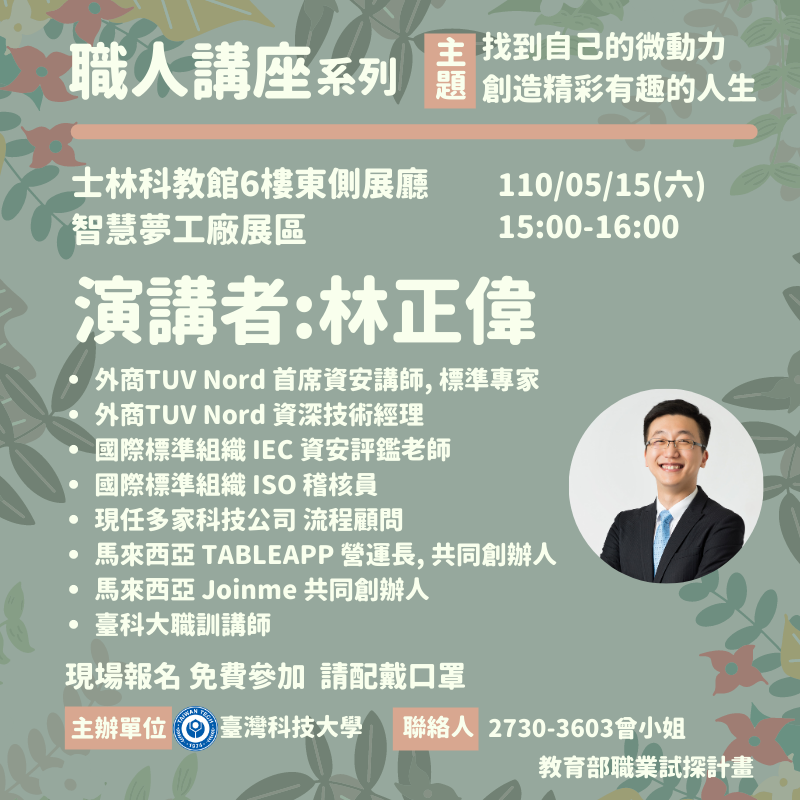 職人講座系列
主題
找到自己的微動力
創造精彩有趣的人生
士林科教館6樓東側展廳
智慧夢工廠展區
110/05/15(六)
15:00-16:00
演講者:林正偉
• 外商TUV Nord 首席資安講師, 標準專家
• 外商TUV Nord 資深技術經理
• 國際標準組織 IEC 資安評鑑老師
• 國際標準組織 ISO 稽核員
• 現任多家科技公司 流程顧問
• 馬來西亞 TABLEAPP 營運長, 共同創辦人
• 馬來西亞 Joinme 共同創辦人
• 臺科大職訓講師
現場報名 免費參加 請配戴口罩
主辦單位 臺灣科技大學 聯絡人 2730-3603曾小姐
TAIWAN TECH
教育部職業試探計畫